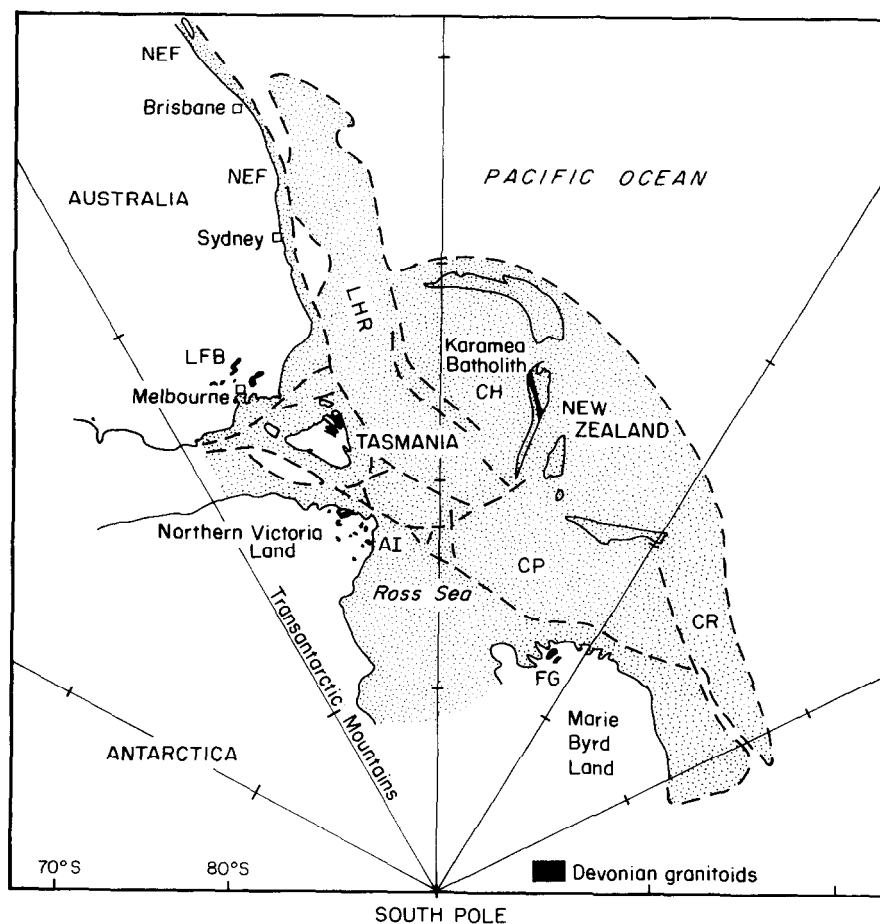 NEF
Brisbane
PACIFIC OCEAN
NEF
AUSTRALIA
Sydney
LHR
LFB
Karamea
Batholith
CH
Melbourne
NEW
ZEALAND
TASMANIA
Northern Victoria
Land
AI
CP
Ross Sea
CR
FG
Transantarctic Mountains
Marie
Byrd
Land
ANTARCTICA
70°S
80°S
Devonian granitoids
SOUTH POLE